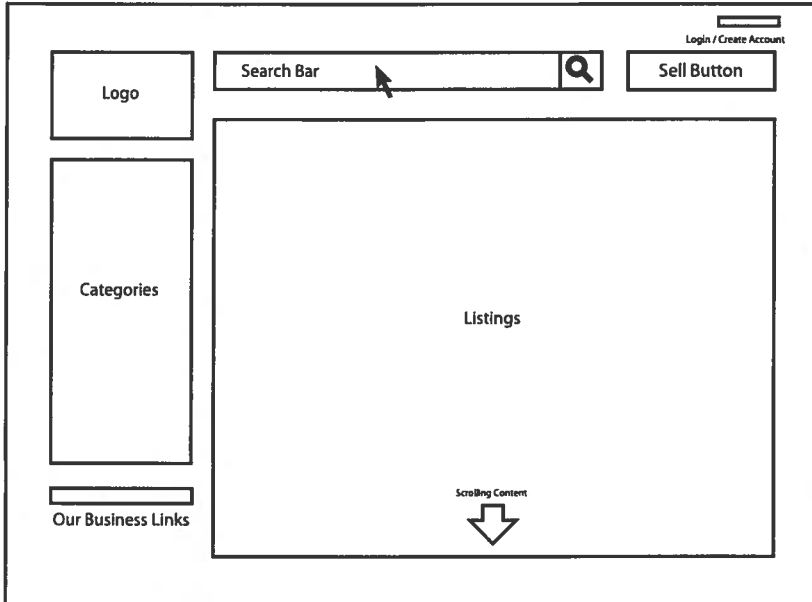 Login / Create Account
Logo
Search Bar
Sell Button
Categories
Listings
Scrolling Content
Our Business Links